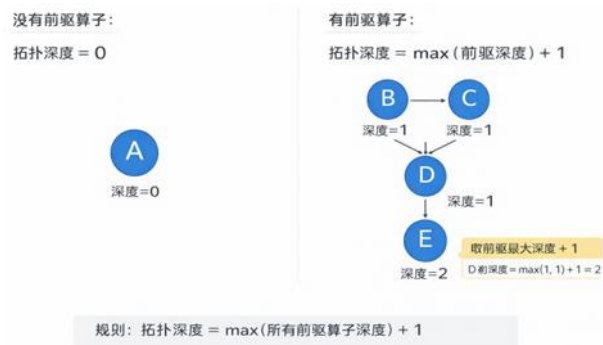 没有前驱算子：
拓扑深度 = 0
A
深度=0
有前驱算子：
拓扑深度 = max (前驱深度) + 1
B
C
深度=1
深度=1
D
深度=1
E
深度=2
取前驱最大深度 + 1
D 前深度 = max(1, 1) + 1 = 2
规则：拓扑深度 = max(所有前驱算子深度) + 1